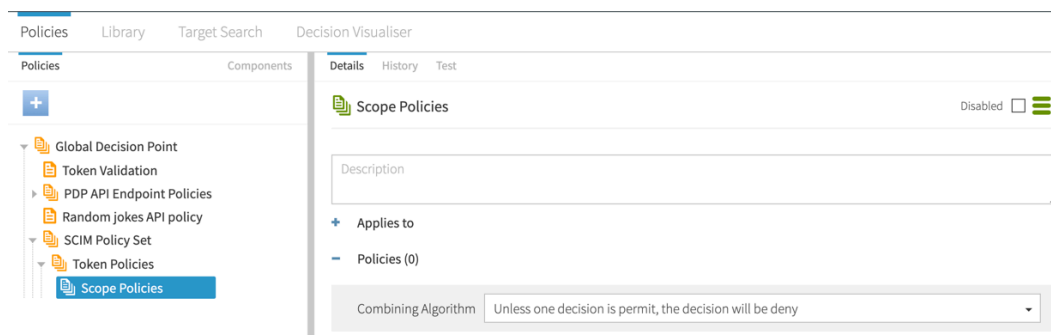 Policies Library Target Search Decision Visualiser
Policies Components
Details History Test
+
Scope Policies Disabled
Global Decision Point
Token Validation
PDP API Endpoint Policies
Random jokes API policy
SCIM Policy Set
Token Policies
Scope Policies
Description
+ Applies to
− Policies (0)
Combining Algorithm Unless one decision is permit, the decision will be deny